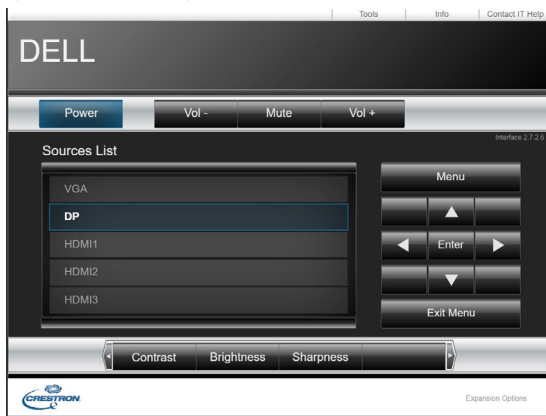 Tools Info Contact IT Help
DELL
Power Vol - Mute Vol +
Interface 2.7.2.6
Sources List
VGA
DP
HDMI1
HDMI2
HDMI3
Menu
Enter
Exit Menu
Contrast Brightness Sharpness
CRESTRON
Expansion Options